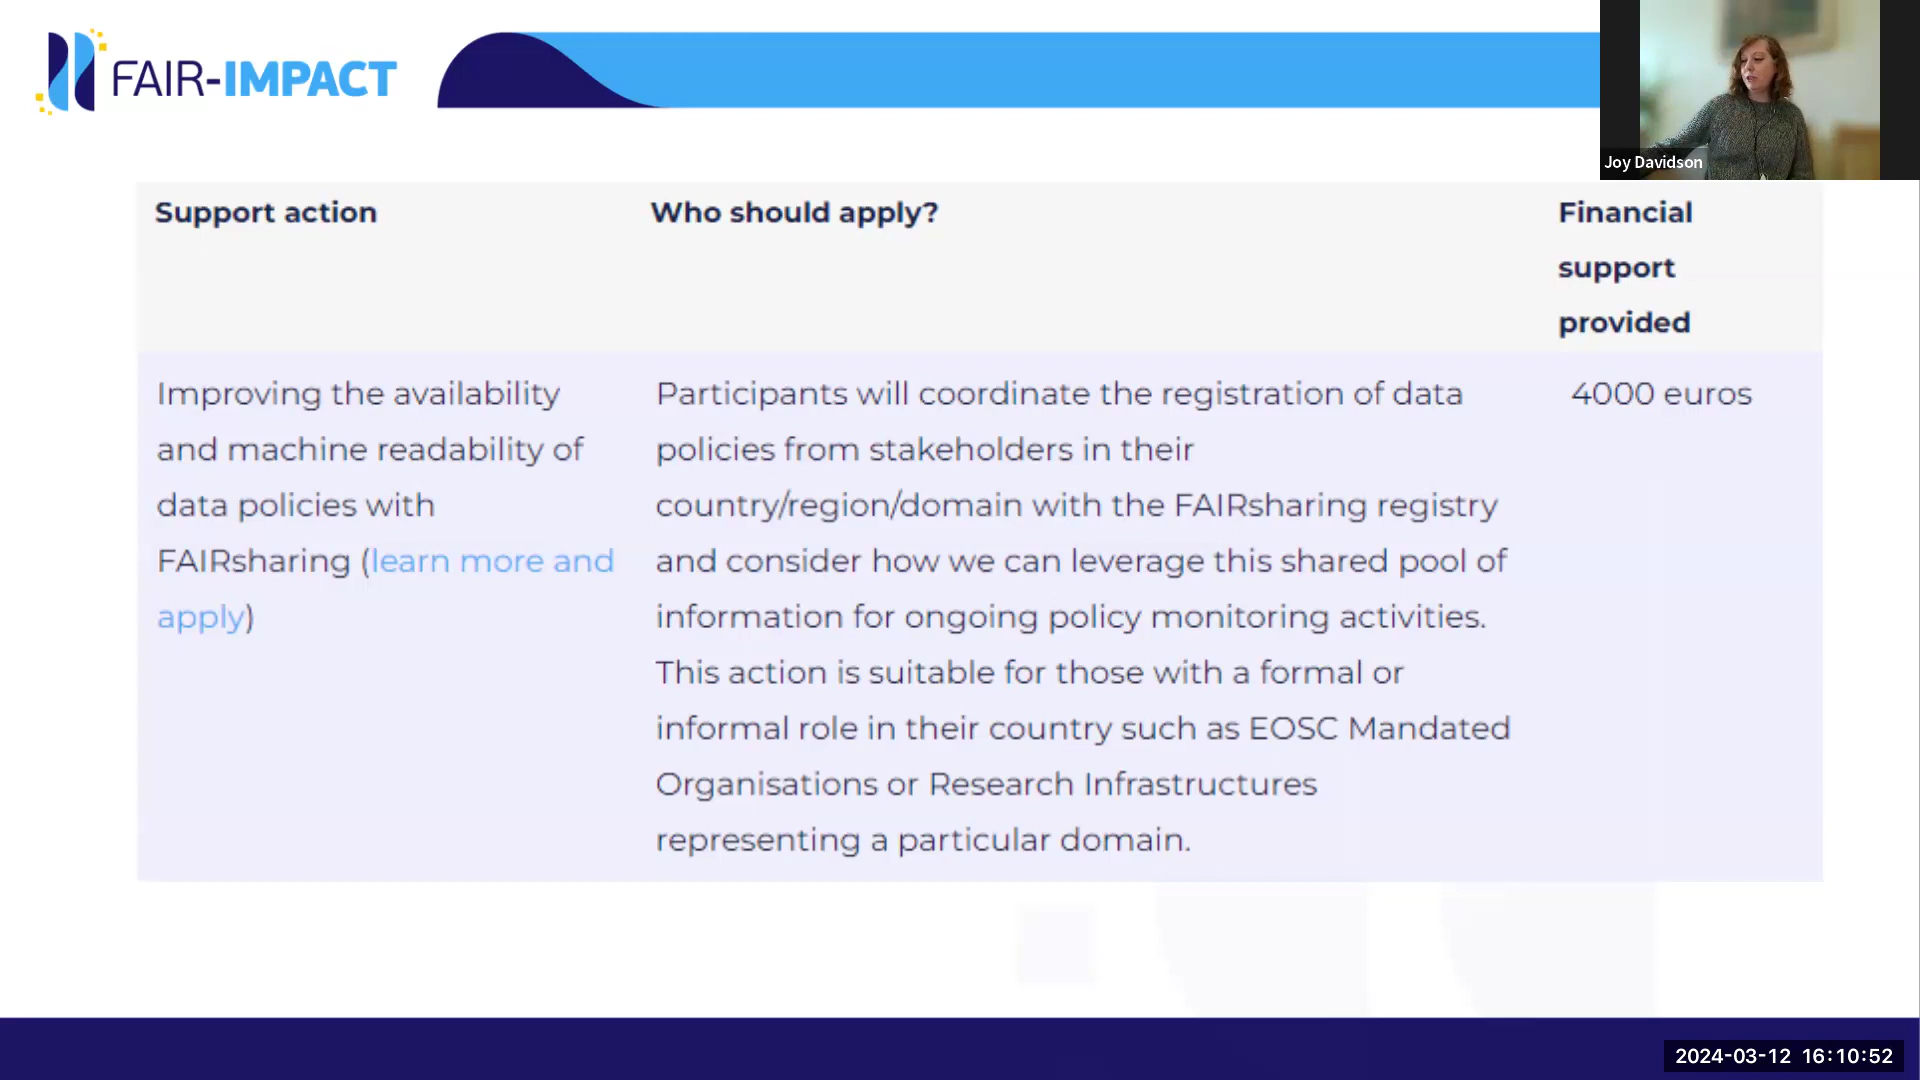 FAIR-IMPACT
Joy Davidson
Support action
Who should apply?
Financial
support
provided
Improving the availability
and machine readability of
data policies with
FAIRsharing (learn more and
apply)
Participants will coordinate the registration of data
policies from stakeholders in their
country/region/domain with the FAIRsharing registry
and consider how we can leverage this shared pool of
information for ongoing policy monitoring activities.
This action is suitable for those with a formal or
informal role in their country such as EOSC Mandated
Organisations or Research Infrastructures
representing a particular domain.
4000 euros
2024-03-12 16:10:52